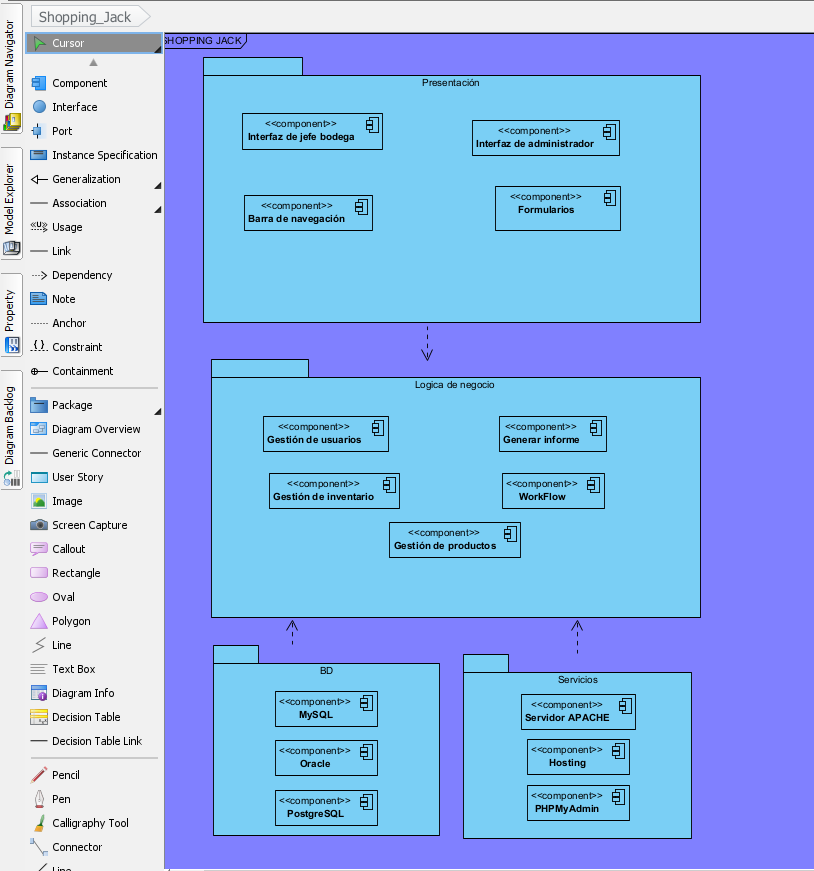 Shopping_Jack
Diagram Navigator
Model Explorer
Property
Diagram Backlog
Cursor
Component
Interface
Port
Instance Specification
Generalization
Association
Usage
Link
Dependency
Note
Anchor
Constraint
Containment
Package
Diagram Overview
Generic Connector
User Story
Image
Screen Capture
Callout
Rectangle
Oval
Polygon
Line
Text Box
Diagram Info
Decision Table
Decision Table Link
Pencil
Pen
Calligraphy Tool
Connector
Line
SHOPPING JACK
Presentación
<<component>>
Interfaz de jefe bodega
<<component>>
Interfaz de administrador
<<component>>
Barra de navegación
<<component>>
Formularios
Logica de negocio
<<component>>
Gestión de usuarios
<<component>>
Generar informe
<<component>>
Gestión de inventario
<<component>>
WorkFlow
<<component>>
Gestión de productos
BD
<<component>>
MySQL
<<component>>
Oracle
<<component>>
PostgreSQL
Servicios
<<component>>
Servidor APACHE
<<component>>
Hosting
<<component>>
PHPMyAdmin